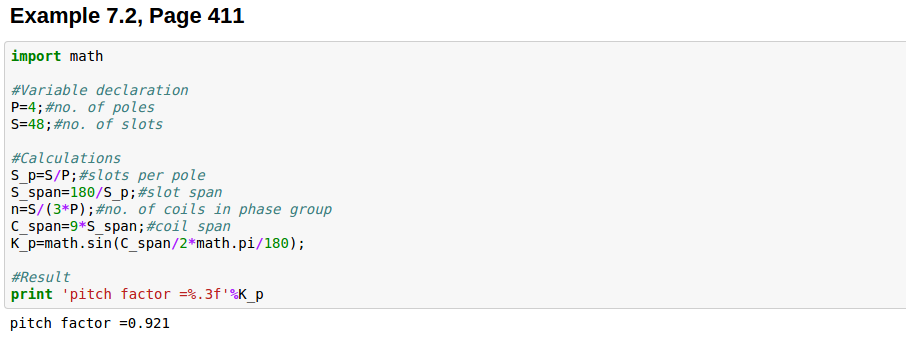 Example 7.2, Page 411
import math
#Variable declaration
P=4;#no. of poles
S=48;#no. of slots
#Calculations
S_p=S/P;#slots per pole
S_span=180/S_p;#slot span
n=S/(3*P);#no. of coils in phase group
C_span=9*S_span;#coil span
K_p=math.sin(C_span/2*math.pi/180);
#Result
print 'pitch factor =%.3f'%K_p
pitch factor =0.921